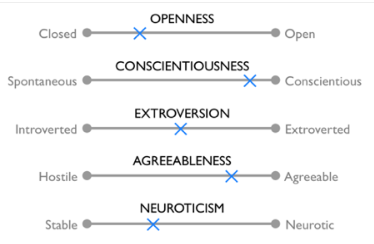 OPENNESS
Closed Open
CONSCIENTIOUSNESS
Spontaneous Conscientious
EXTROVERSION
Introverted Extroverted
AGREEABLENESS
Hostile Agreeable
NEUROTICISM
Stable Neurotic